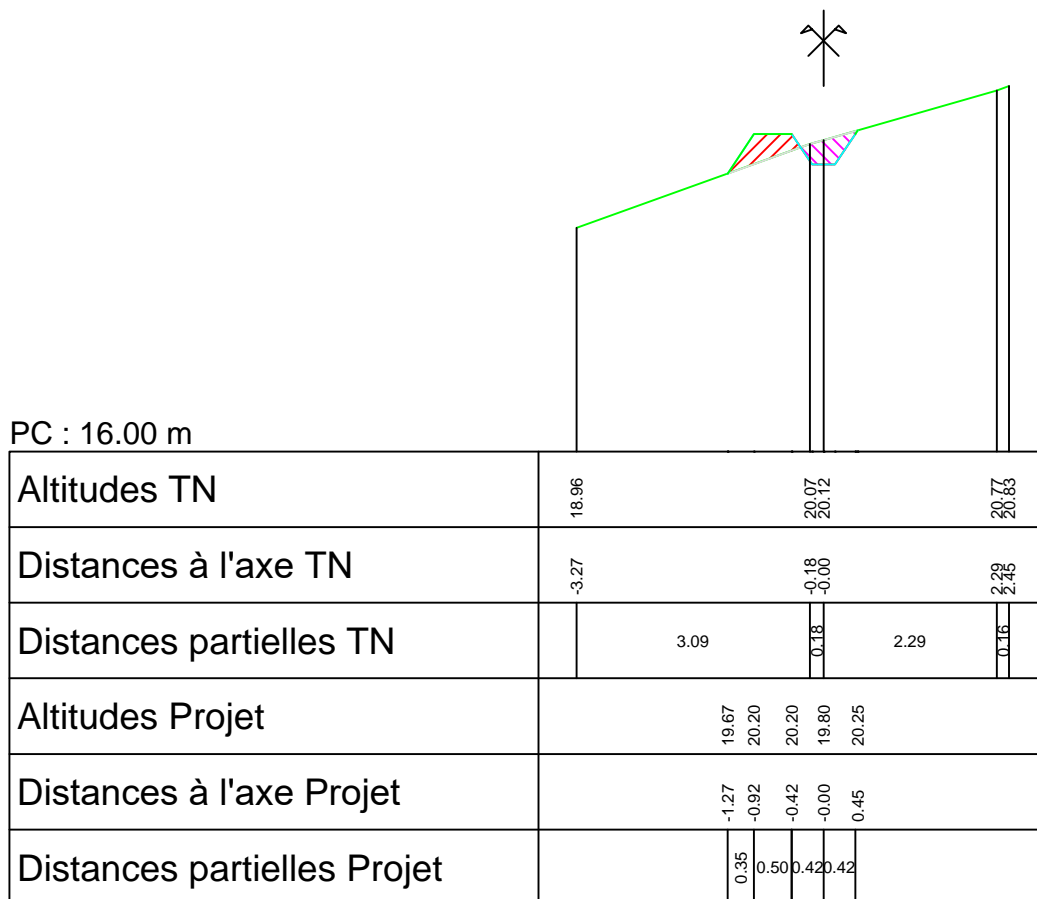 PC : 16.00 m
Altitudes TN 18.96 20.07 20.12 20.77 20.83
Distances à l'axe TN -3.27 -0.18 -0.00 2.29 2.45
Distances partielles TN 3.09 0.18 2.29 0.16
Altitudes Projet 19.67 20.20 20.20 19.80 20.25
Distances à l'axe Projet -1.27 -0.92 -0.42 -0.00 0.45
Distances partielles Projet 0.35 0.50 0.42 0.42